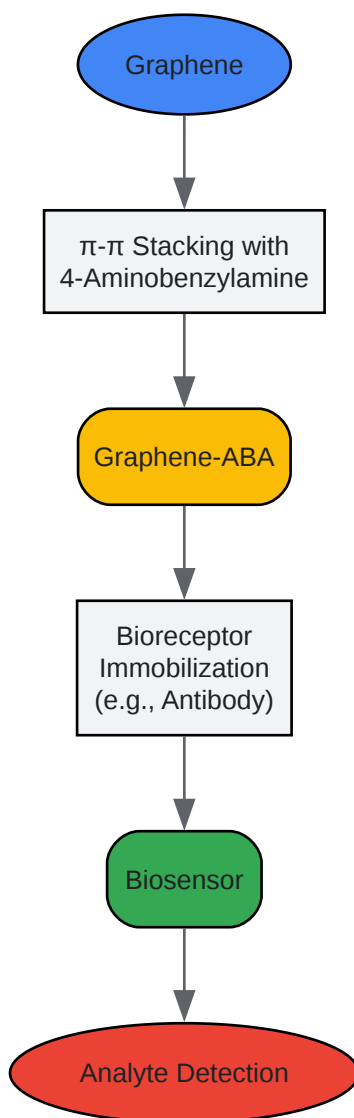 Graphene
π-π Stacking with
4-Aminobenzylamine
Graphene-ABA
Bioreceptor
Immobilization
(e.g., Antibody)
Biosensor
Analyte Detection